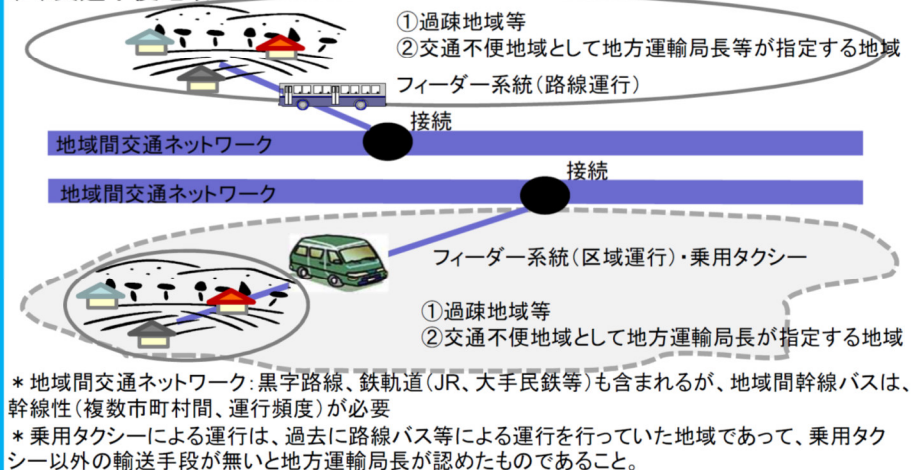 ①過疎地域等
②交通不便地域として地方運輸局長等が指定する地域
フィーダー系統(路線運行)
接続
地域間交通ネットワーク
接続
地域間交通ネットワーク
フィーダー系統(区域運行)・乗用タクシー
①過疎地域等
②交通不便地域として地方運輸局長が指定する地域
*地域間交通ネットワーク:黒字路線、鉄軌道(JR、大手民鉄等)も含まれるが、地域間幹線バスは、
幹線性(複数市町村間、運行頻度)が必要
*乗用タクシーによる運行は、過去に路線バス等による運行を行っていた地域であって、乗用タク
シー以外の輸送手段が無いと地方運輸局長が認めたものであること。